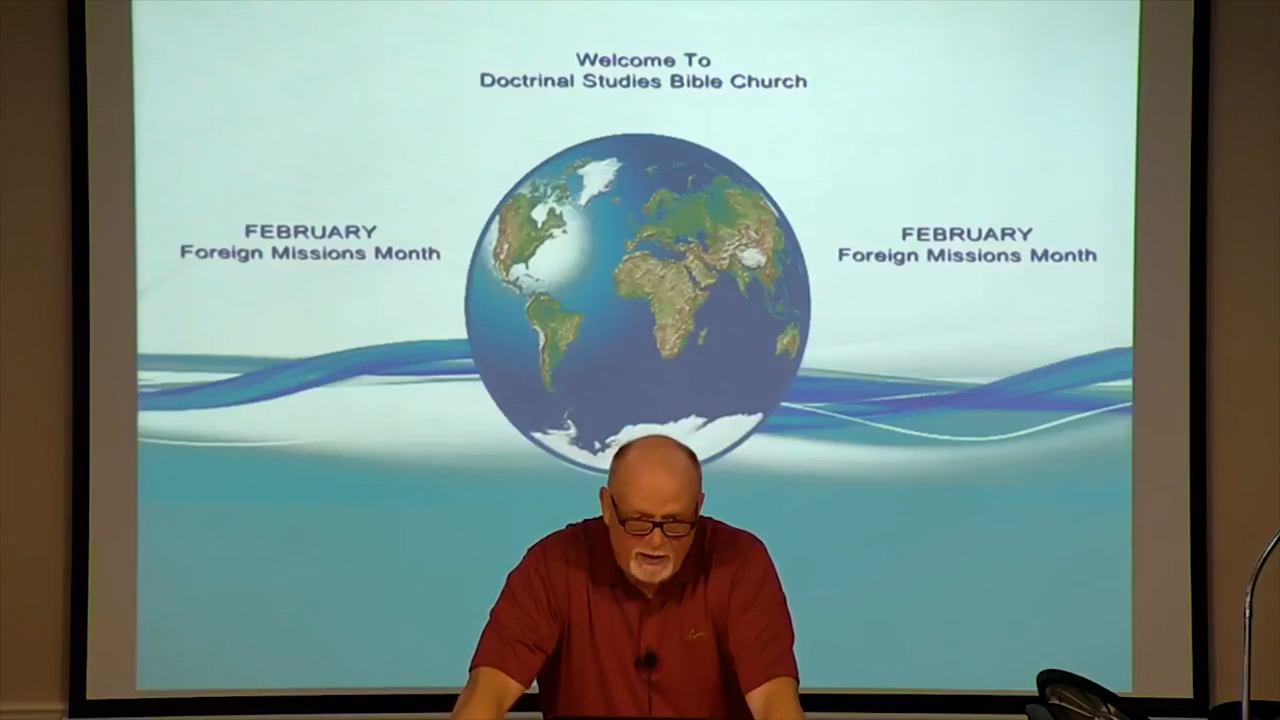 Welcome To
Doctrinal Studies Bible Church
FEBRUARY
Foreign Missions Month
FEBRUARY
Foreign Missions Month